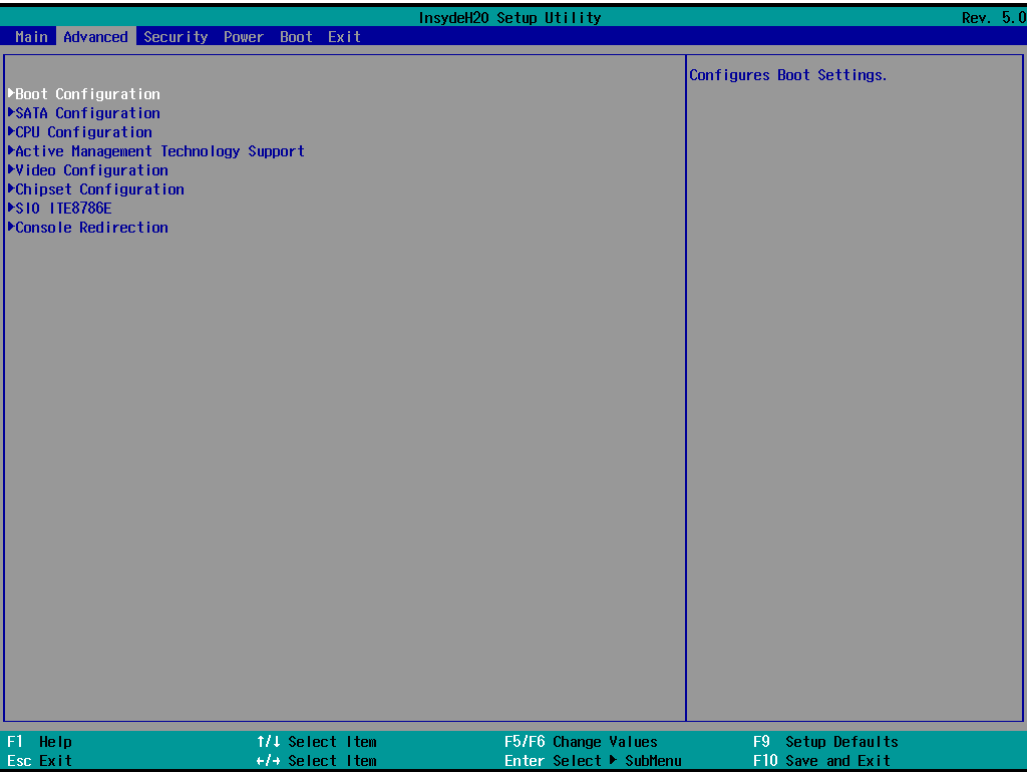 InsydeH20 Setup Utility Rev. 5.0
Main Advanced Security Power Boot Exit
Configures Boot Settings.
▶Boot Configuration
▶SATA Configuration
▶CPU Configuration
▶Active Management Technology Support
▶Video Configuration
▶Chipset Configuration
▶SIO ITE8786E
▶Console Redirection
F1 Help ↑/↓ Select Item F5/F6 Change Values F9 Setup Defaults
Esc Exit ←/→ Select Item Enter Select ▶ SubMenu F10 Save and Exit